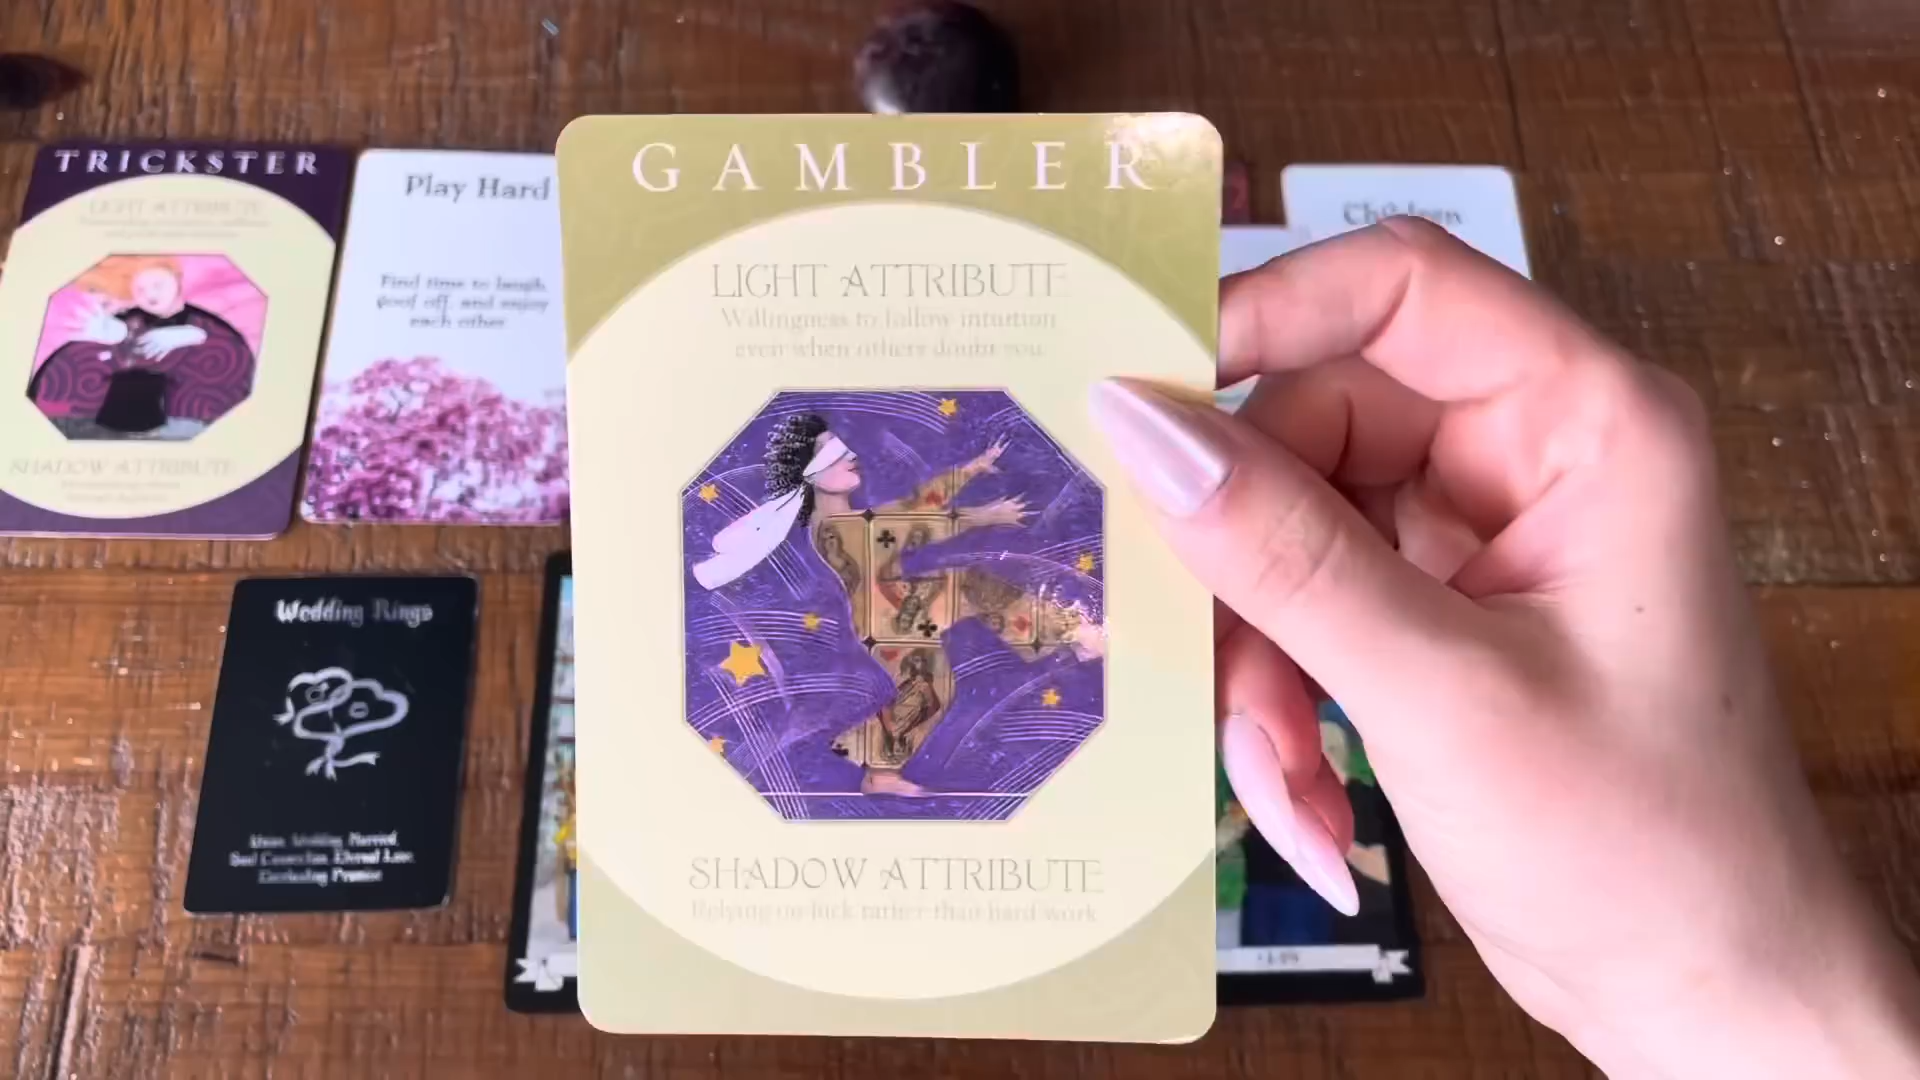 TRICKSTER
LIGHT ATTRIBUTE
SHADOW ATTRIBUTE
Play Hard
Find time to laugh,
goof off, and enjoy
each other
GAMBLER
LIGHT ATTRIBUTE
Willingness to follow intuition
even when others doubt you
SHADOW ATTRIBUTE
Relying on luck rather than hard work
Children
Wedding Rings
Union, Wedding, Married,
Soul Connection, Eternal Love,
Everlasting Promise